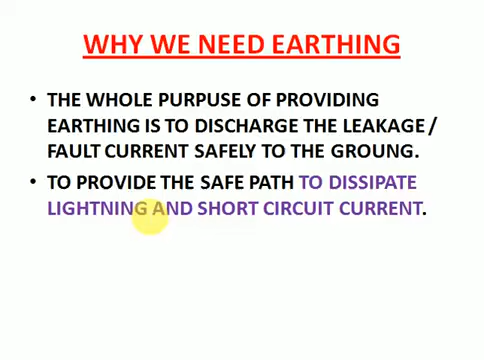 WHY WE NEED EARTHING
• THE WHOLE PURPUSE OF PROVIDING
EARTHING IS TO DISCHARGE THE LEAKAGE /
FAULT CURRENT SAFELY TO THE GROUNG.
• TO PROVIDE THE SAFE PATH TO DISSIPATE
LIGHTNING AND SHORT CIRCUIT CURRENT.